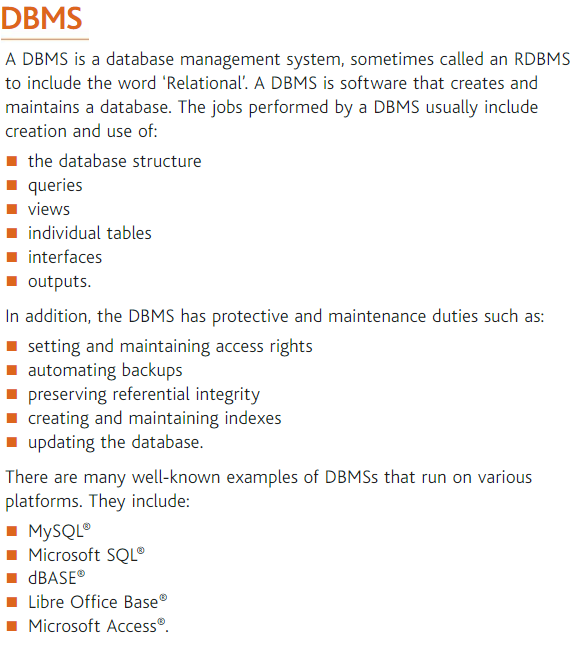 DBMS
A DBMS is a database management system, sometimes called an RDBMS
to include the word ‘Relational’. A DBMS is software that creates and
maintains a database. The jobs performed by a DBMS usually include
creation and use of:
■ the database structure
■ queries
■ views
■ individual tables
■ interfaces
■ outputs.
In addition, the DBMS has protective and maintenance duties such as:
■ setting and maintaining access rights
■ automating backups
■ preserving referential integrity
■ creating and maintaining indexes
■ updating the database.
There are many well-known examples of DBMSs that run on various
platforms. They include:
■ MySQL®
■ Microsoft SQL®
■ dBASE®
■ Libre Office Base®
■ Microsoft Access®.